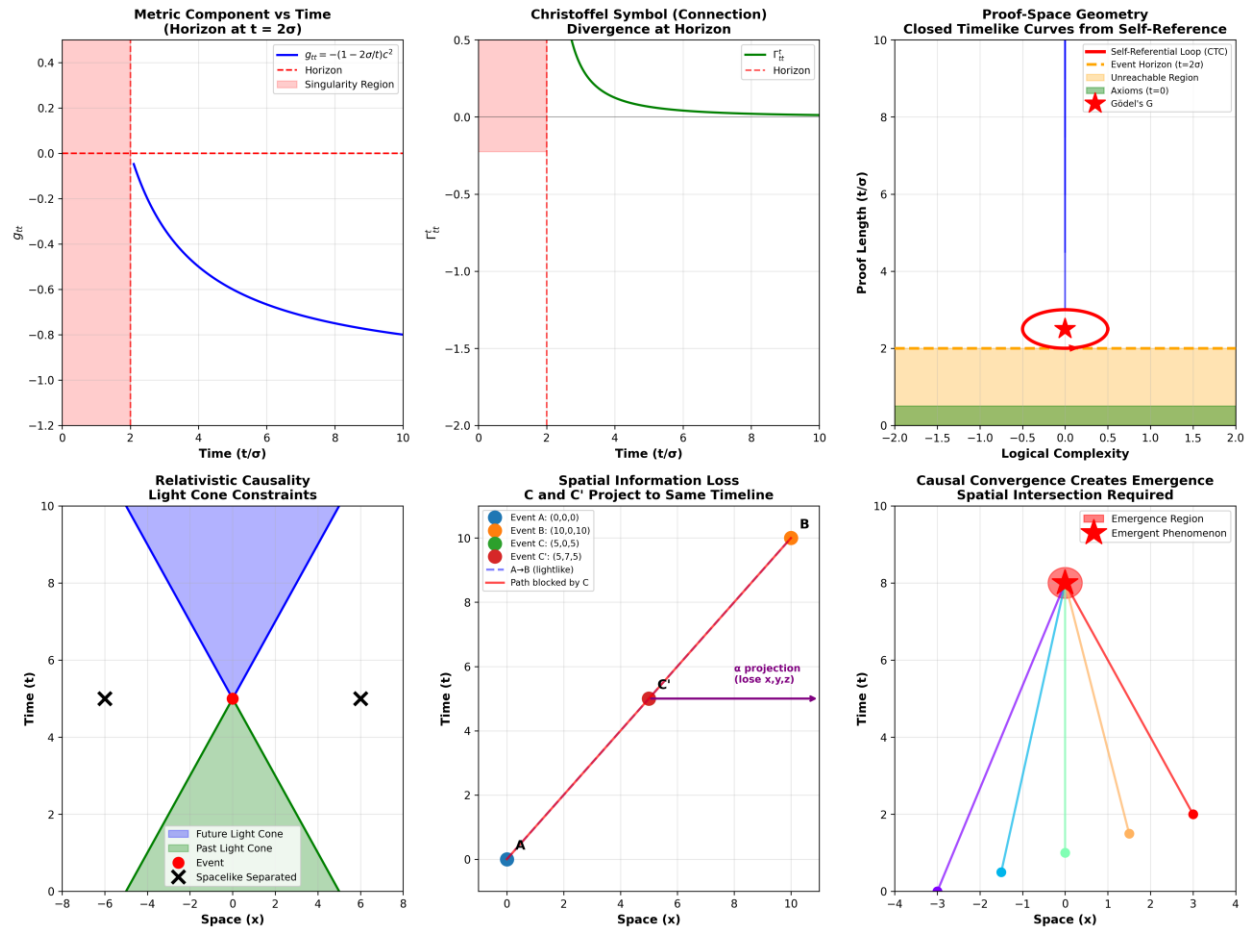 Metric Component vs Time
(Horizon at t = 2σ)
g_tt = −(1 − 2σ/t)c²
Horizon
Singularity Region
0.4
0.2
0.0
−0.2
−0.4
−0.6
−0.8
−1.0
−1.2
g_tt
0 2 4 6 8 10
Time (t/σ)
Christoffel Symbol (Connection)
Divergence at Horizon
Γ^t_tt
Horizon
0.5
0.0
−0.5
−1.0
−1.5
−2.0
Γ^t_tt
0 2 4 6 8 10
Time (t/σ)
Proof-Space Geometry
Closed Timelike Curves from Self-Reference
Self-Referential Loop (CTC)
Event Horizon (t=2σ)
Unreachable Region
Axioms (t=0)
Gödel's G
10
8
6
4
2
0
Proof Length (t/σ)
−2.0 −1.5 −1.0 −0.5 0.0 0.5 1.0 1.5 2.0
Logical Complexity
Relativistic Causality
Light Cone Constraints
10
8
6
4
2
0
Time (t)
Future Light Cone
Past Light Cone
Event
Spacelike Separated
−8 −6 −4 −2 0 2 4 6 8
Space (x)
Spatial Information Loss
C and C' Project to Same Timeline
Event A: (0,0,0)
Event B: (10,0,10)
Event C: (5,0,5)
Event C': (5,7,5)
A→B (lightlike)
Path blocked by C
B
α projection
(lose x,y,z)
C'
A
10
8
6
4
2
0
Time (t)
0 2 4 6 8 10
Space (x)
Causal Convergence Creates Emergence
Spatial Intersection Required
Emergence Region
Emergent Phenomenon
10
8
6
4
2
0
Time (t)
−4 −3 −2 −1 0 1 2 3 4
Space (x)